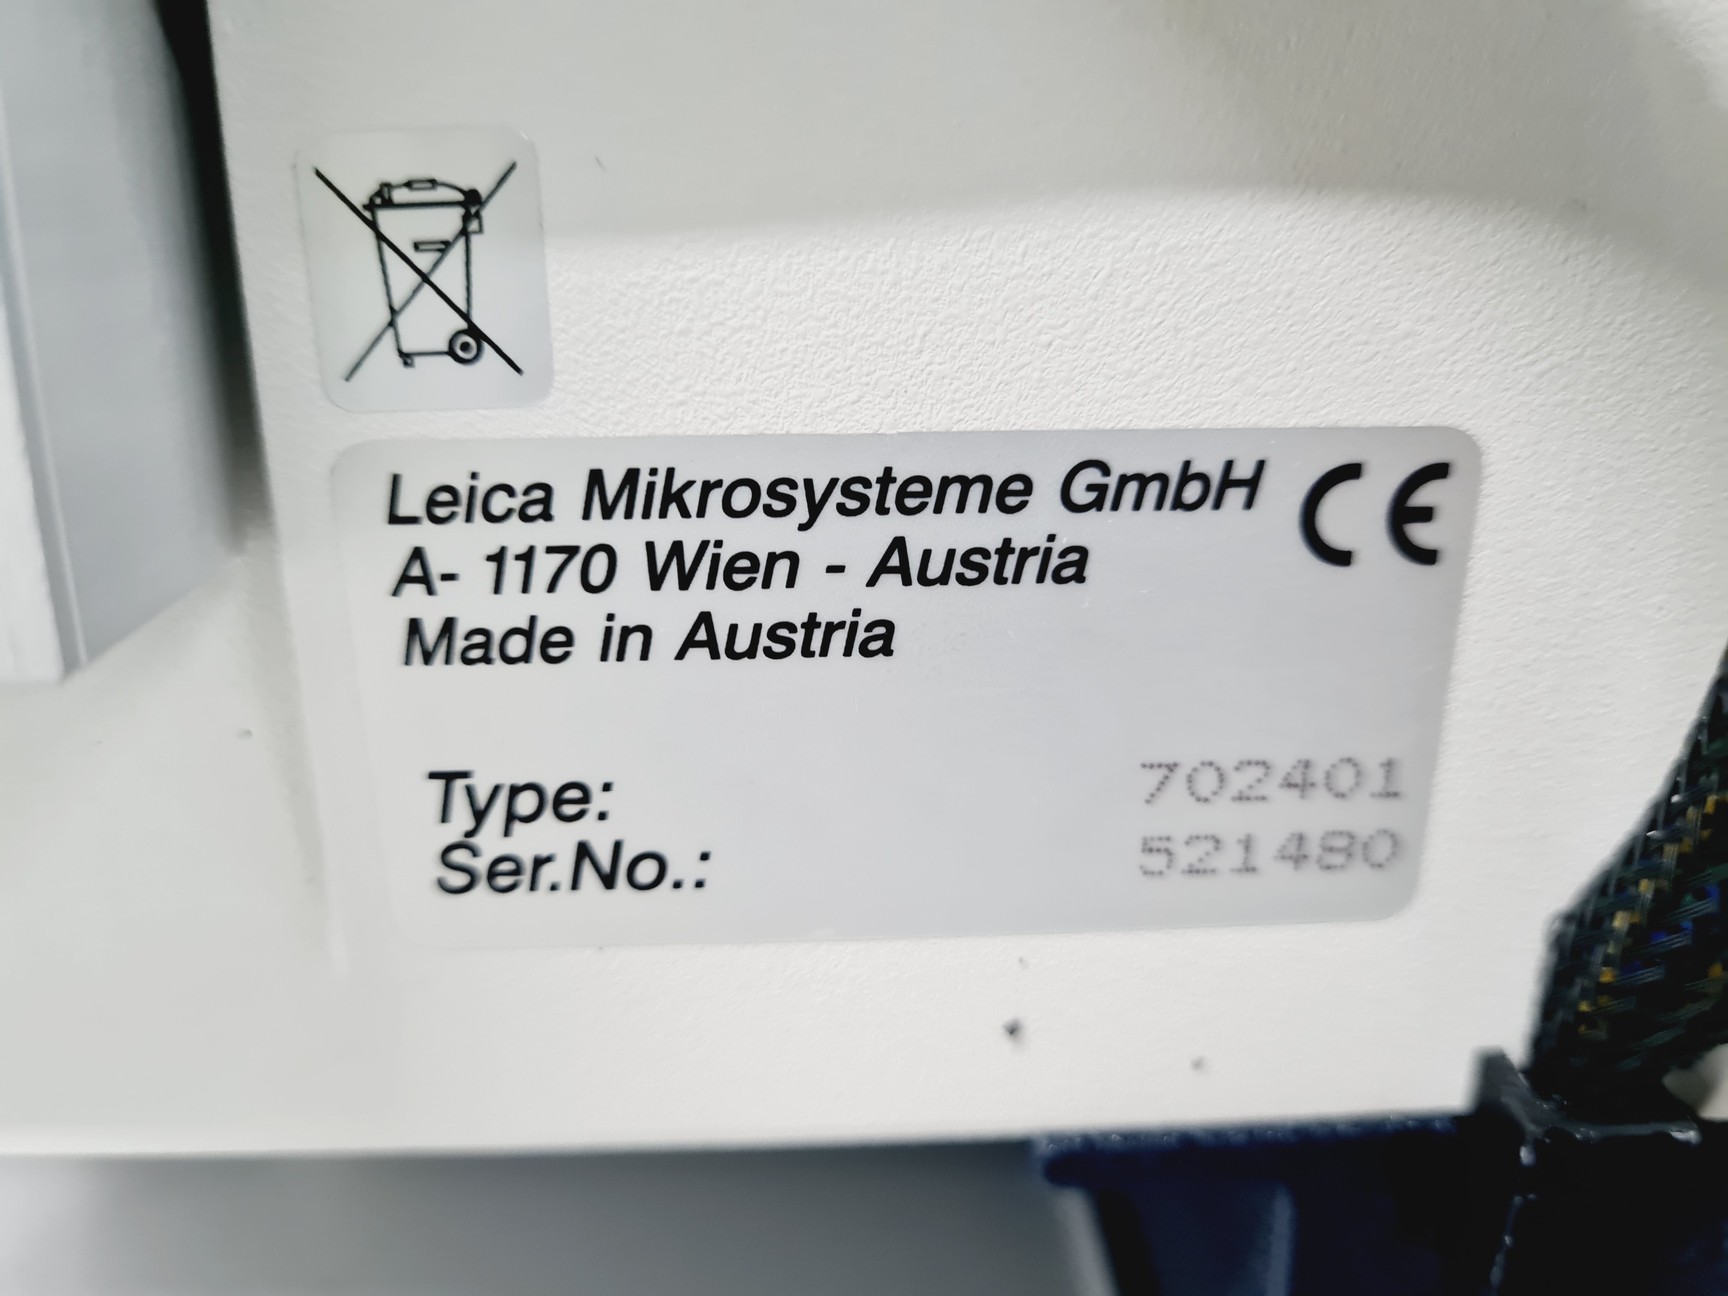 Leica Mikrosysteme GmbH CE
A- 1170 Wien - Austria
Made in Austria
Type: 702401
Ser.No.: 521480